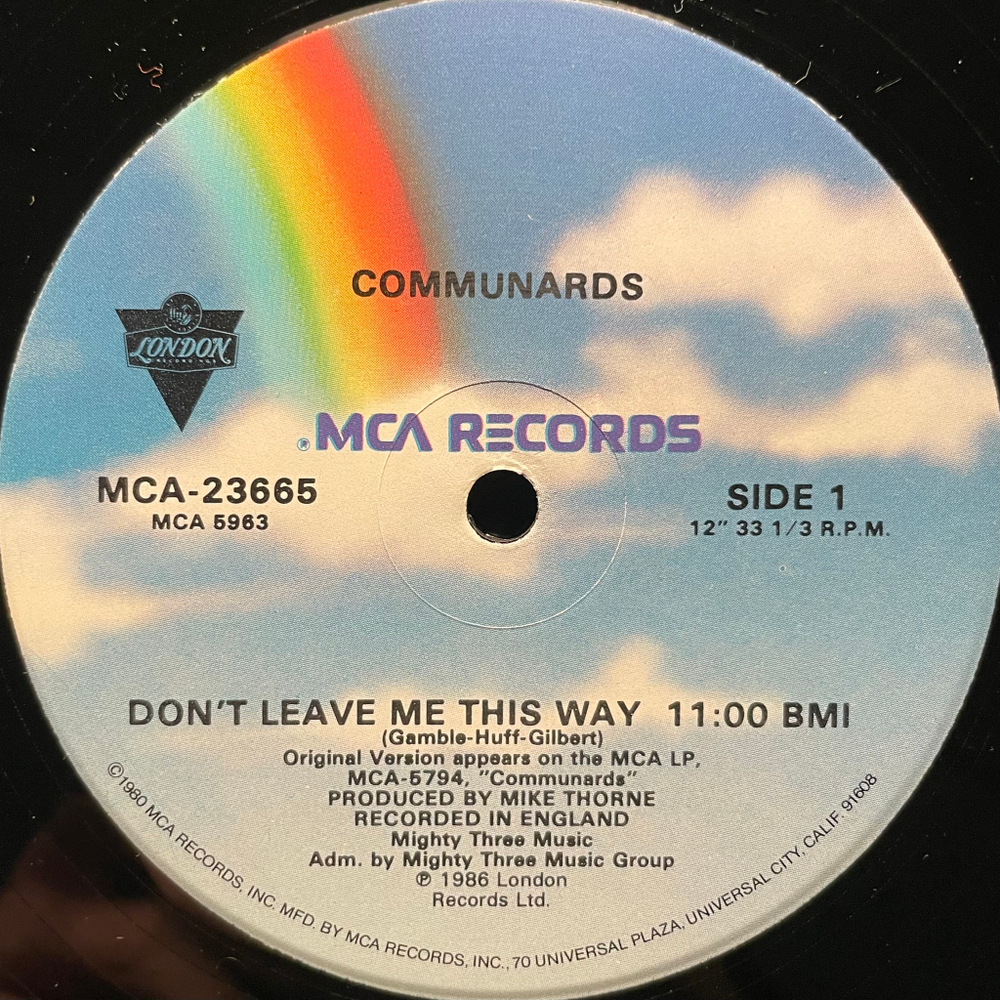 COMMUNARDS
LONDON
RECORDINGS
® MCA RECORDS
MCA-23665
MCA 5963
SIDE 1
12" 33 1/3 R.P.M.
DON'T LEAVE ME THIS WAY 11:00 BMI
(Gamble-Huff-Gilbert)
Original Version appears on the MCA LP,
MCA-5794, "Communards"
PRODUCED BY MIKE THORNE
RECORDED IN ENGLAND
Mighty Three Music
Adm. by Mighty Three Music Group
℗ 1986 London
Records Ltd.
©1980 MCA RECORDS, INC. MFD. BY MCA RECORDS, INC., 70 UNIVERSAL PLAZA, UNIVERSAL CITY, CALIF. 91608